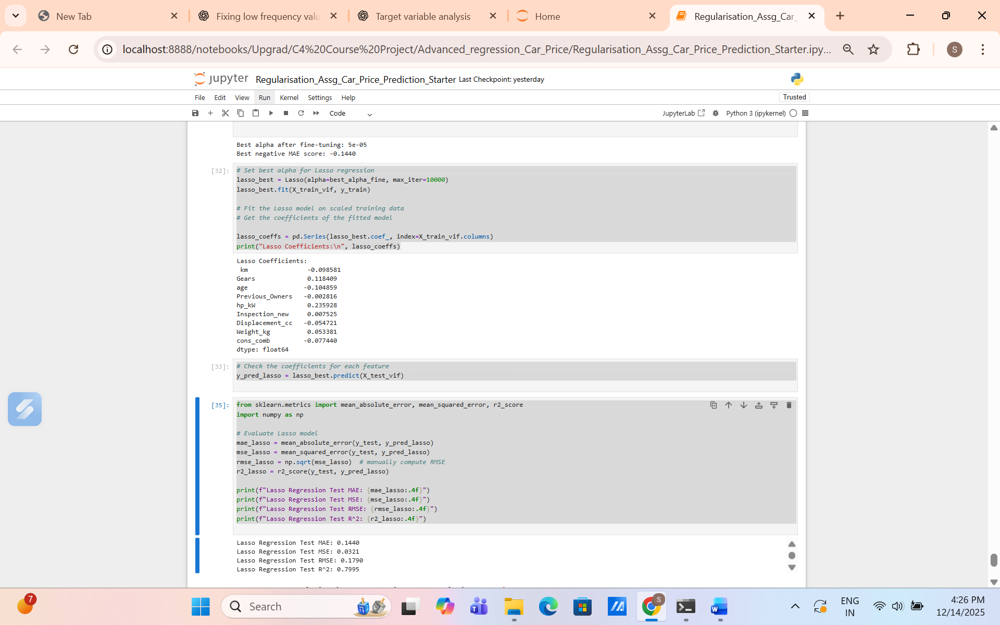 New Tab
Fixing low frequency valu
Target variable analysis
Home
Regularisation_Assg_Car_
localhost:8888/notebooks/Upgrad/C4%20Course%20Project/Advanced_regression_Car_Price/Regularisation_Assg_Car_Price_Prediction_Starter.ipy...
S
jupyter Regularisation_Assg_Car_Price_Prediction_Starter Last Checkpoint: yesterday
File Edit View Run Kernel Settings Help
Trusted
Code
JupyterLab
Python 3 (ipykernel)
Best alpha after fine-tuning: 5e-05
Best negative MAE score: -0.1440
[32]:
# Set best alpha for Lasso regression
lasso_best = Lasso(alpha=best_alpha_fine, max_iter=10000)
lasso_best.fit(X_train_vif, y_train)
# Fit the Lasso model on scaled training data
# Get the coefficients of the fitted model
lasso_coeffs = pd.Series(lasso_best.coef_, index=X_train_vif.columns)
print("Lasso Coefficients:\n", lasso_coeffs)
Lasso Coefficients:
km -0.098581
Gears 0.118409
age -0.104859
Previous_Owners -0.002816
hp_kW 0.235928
Inspection_new 0.007525
Displacement_cc -0.054721
Weight_kg 0.053381
cons_comb -0.077440
dtype: float64
[33]:
# Check the coefficients for each feature
y_pred_lasso = lasso_best.predict(X_test_vif)
[35]:
from sklearn.metrics import mean_absolute_error, mean_squared_error, r2_score
import numpy as np
# Evaluate Lasso model
mae_lasso = mean_absolute_error(y_test, y_pred_lasso)
mse_lasso = mean_squared_error(y_test, y_pred_lasso)
rmse_lasso = np.sqrt(mse_lasso) # manually compute RMSE
r2_lasso = r2_score(y_test, y_pred_lasso)
print(f"Lasso Regression Test MAE: {mae_lasso:.4f}")
print(f"Lasso Regression Test MSE: {mse_lasso:.4f}")
print(f"Lasso Regression Test RMSE: {rmse_lasso:.4f}")
print(f"Lasso Regression Test R^2: {r2_lasso:.4f}")
Lasso Regression Test MAE: 0.1440
Lasso Regression Test MSE: 0.0321
Lasso Regression Test RMSE: 0.1790
Lasso Regression Test R^2: 0.7995
7
Search
S
ENG
IN
4:26 PM
12/14/2025